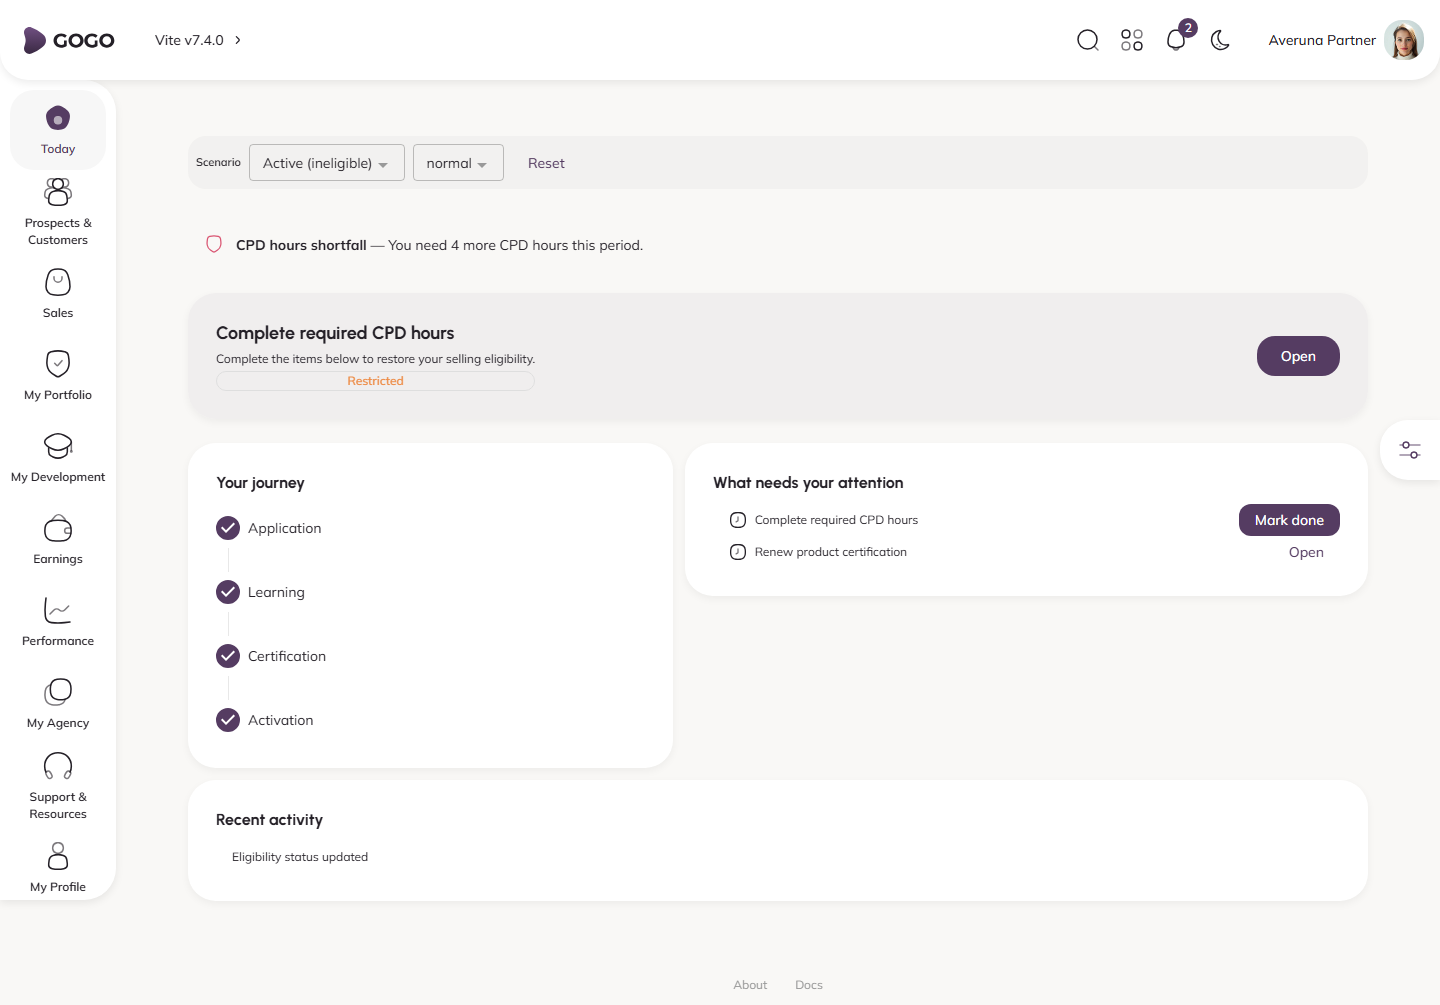 GOGO
Vite v7.4.0
2
Averuna Partner
Today
Prospects &
Customers
Sales
My Portfolio
My Development
Earnings
Performance
My Agency
Support &
Resources
My Profile
Scenario
Active (ineligible)
normal
Reset
CPD hours shortfall — You need 4 more CPD hours this period.
Complete required CPD hours
Complete the items below to restore your selling eligibility.
Restricted
Open
Your journey
Application
Learning
Certification
Activation
What needs your attention
Complete required CPD hours
Mark done
Renew product certification
Open
Recent activity
Eligibility status updated
About
Docs